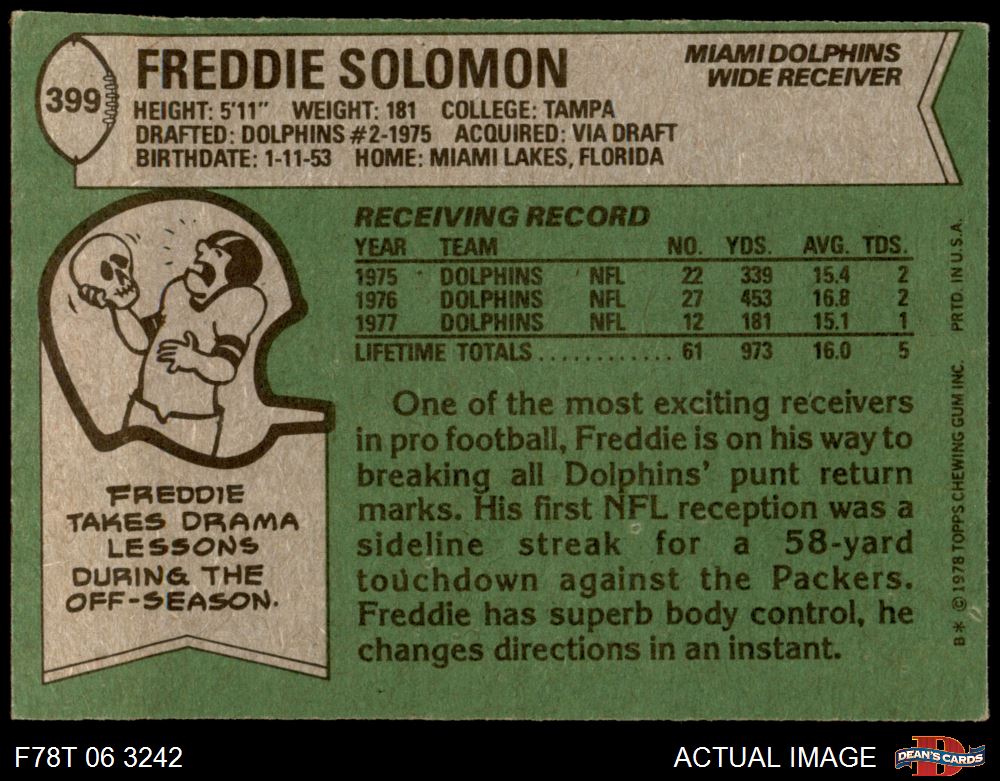 399
FREDDIE SOLOMON
MIAMI DOLPHINS
WIDE RECEIVER
HEIGHT: 5'11" WEIGHT: 181 COLLEGE: TAMPA
DRAFTED: DOLPHINS #2-1975 ACQUIRED: VIA DRAFT
BIRTHDATE: 1-11-53 HOME: MIAMI LAKES, FLORIDA
RECEIVING RECORD
YEAR TEAM NO. YDS. AVG. TDS.
1975 DOLPHINS NFL 22 339 15.4 2
1976 DOLPHINS NFL 27 453 16.8 2
1977 DOLPHINS NFL 12 181 15.1 1
LIFETIME TOTALS............ 61 973 16.0 5
One of the most exciting receivers
in pro football, Freddie is on his way to
breaking all Dolphins' punt return
marks. His first NFL reception was a
sideline streak for a 58-yard
touchdown against the Packers.
Freddie has superb body control, he
changes directions in an instant.
FREDDIE
TAKES DRAMA
LESSONS
DURING THE
OFF-SEASON.
B* © 1978 TOPPS CHEWING GUM INC. PRTD. IN U.S.A.
F78T 06 3242
ACTUAL IMAGE
D
DEAN'S CARDS